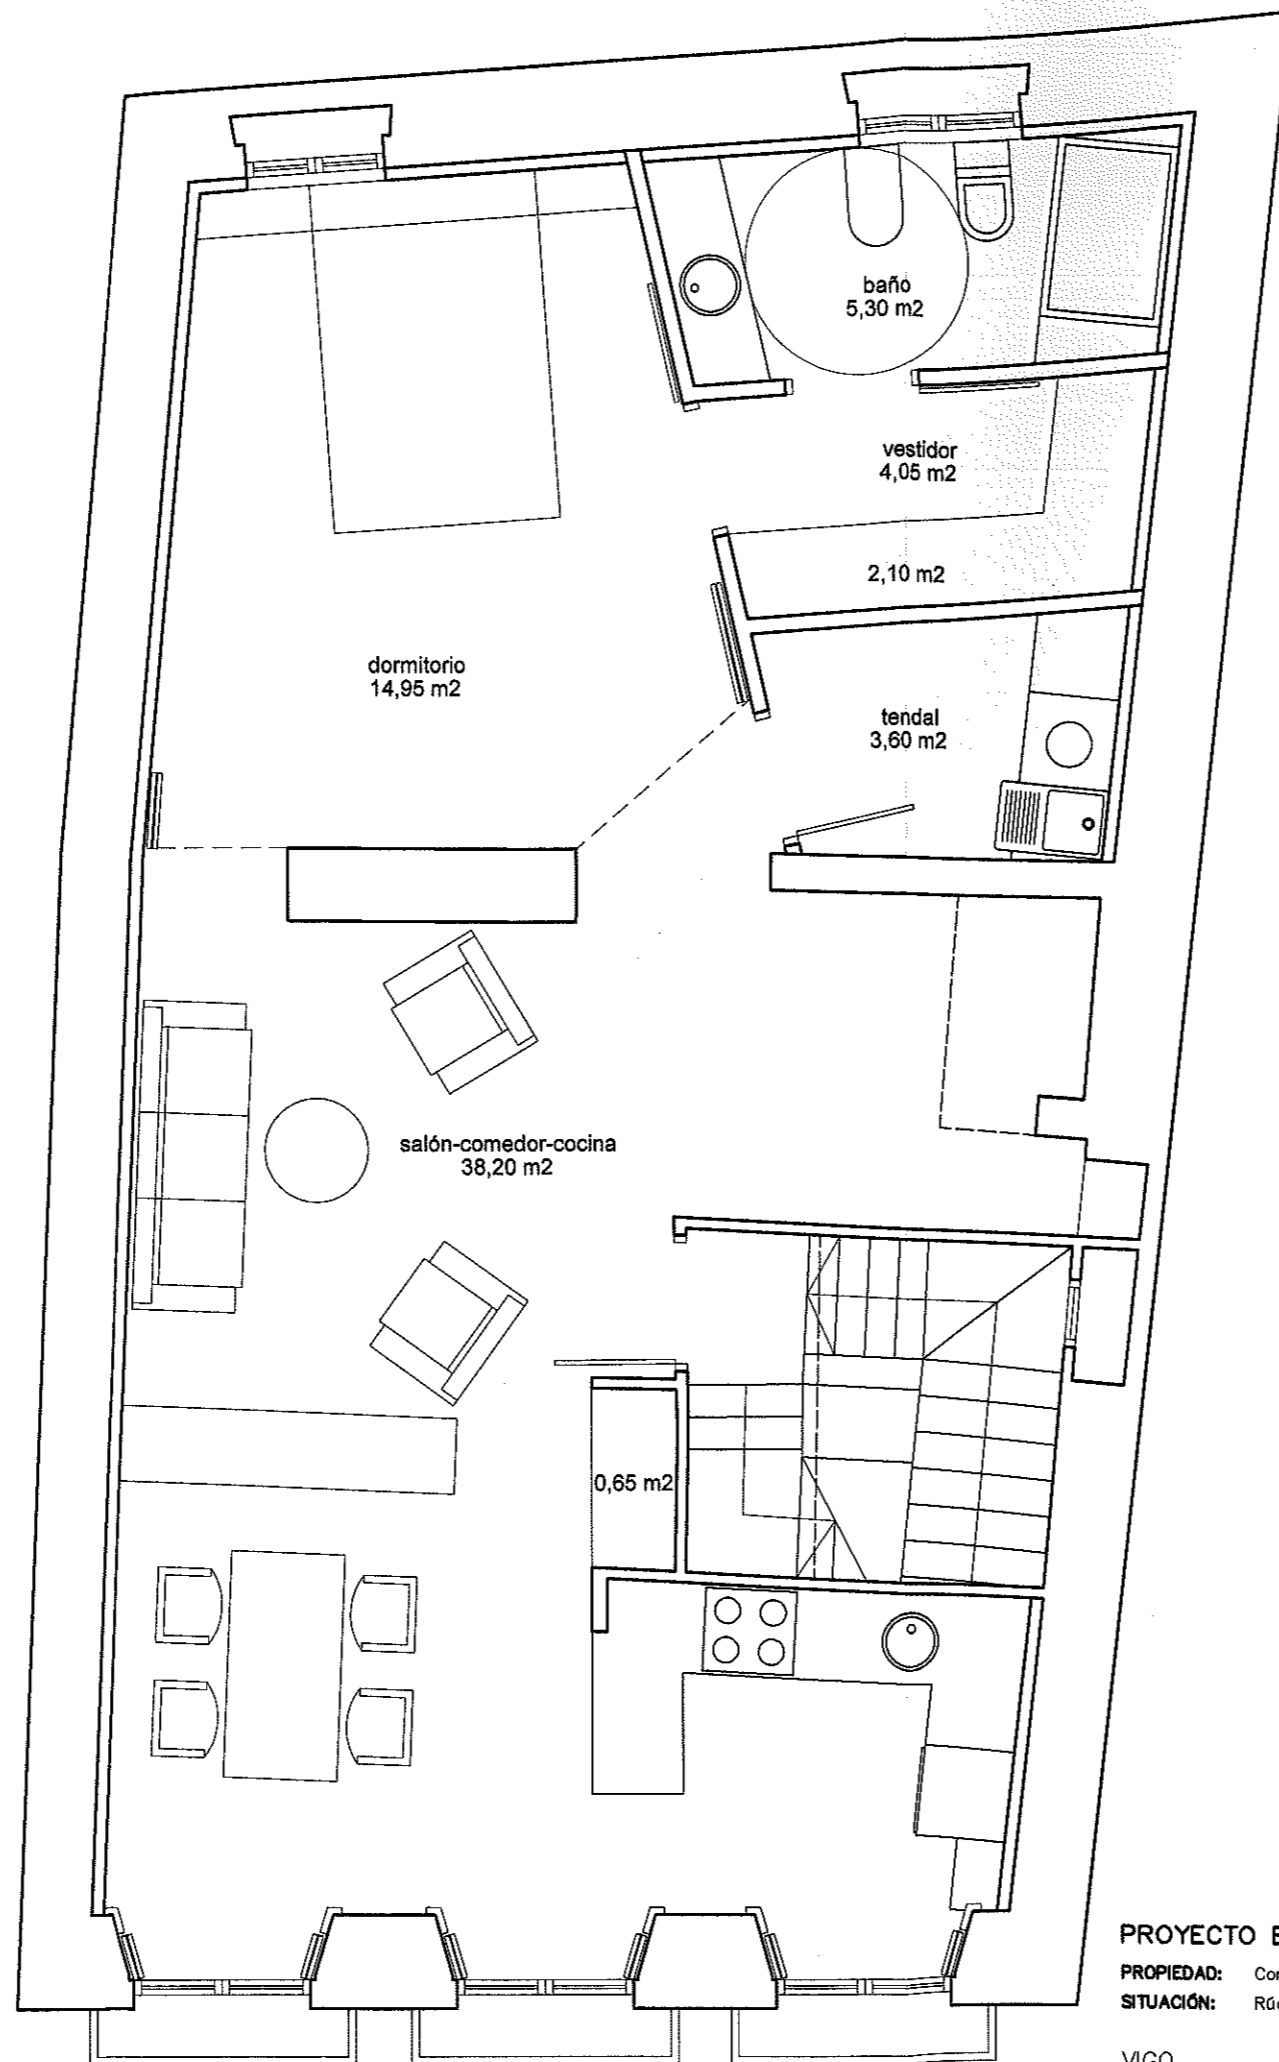 baño
5,30 m2
vestidor
4,05 m2
2,10 m2
dormitorio
14,95 m2
tendal
3,60 m2
salón-comedor-cocina
38,20 m2
0,65 m2
PROYECTO
PROPIEDAD:
SITUACIÓN:
VIGO